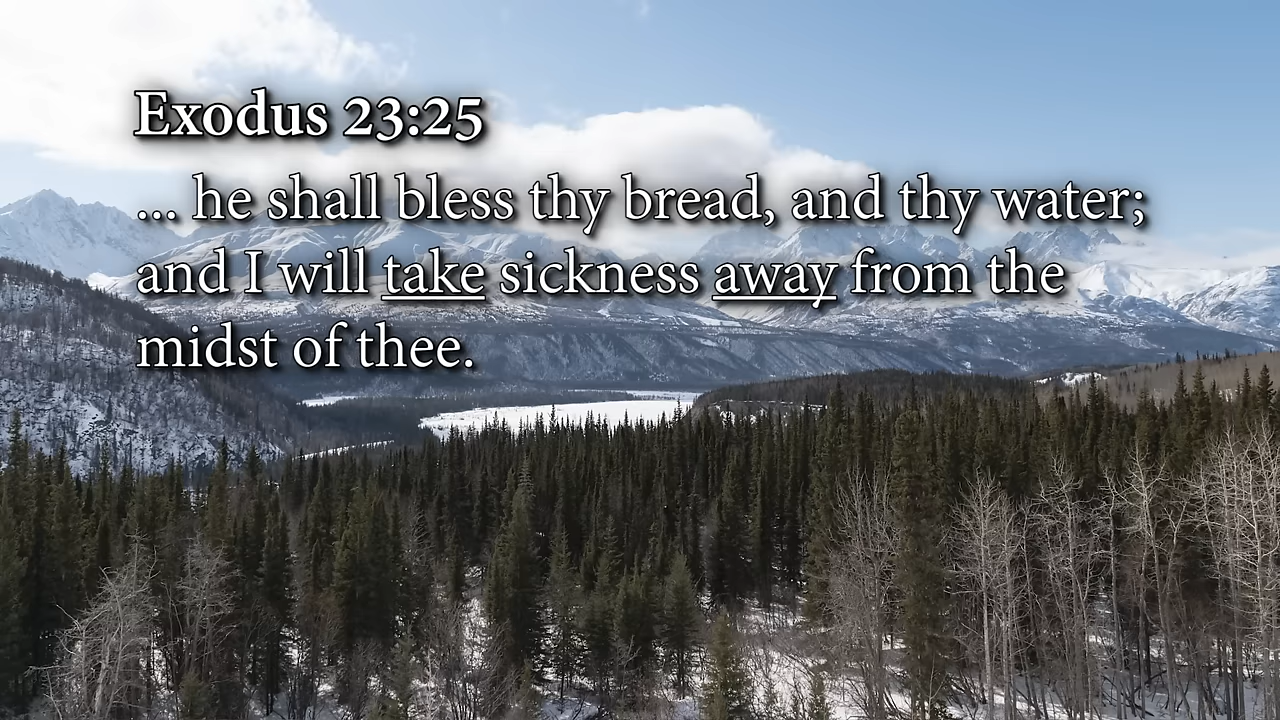 Exodus 23:25
... he shall bless thy bread, and thy water;
and I will take sickness away from the
midst of thee.